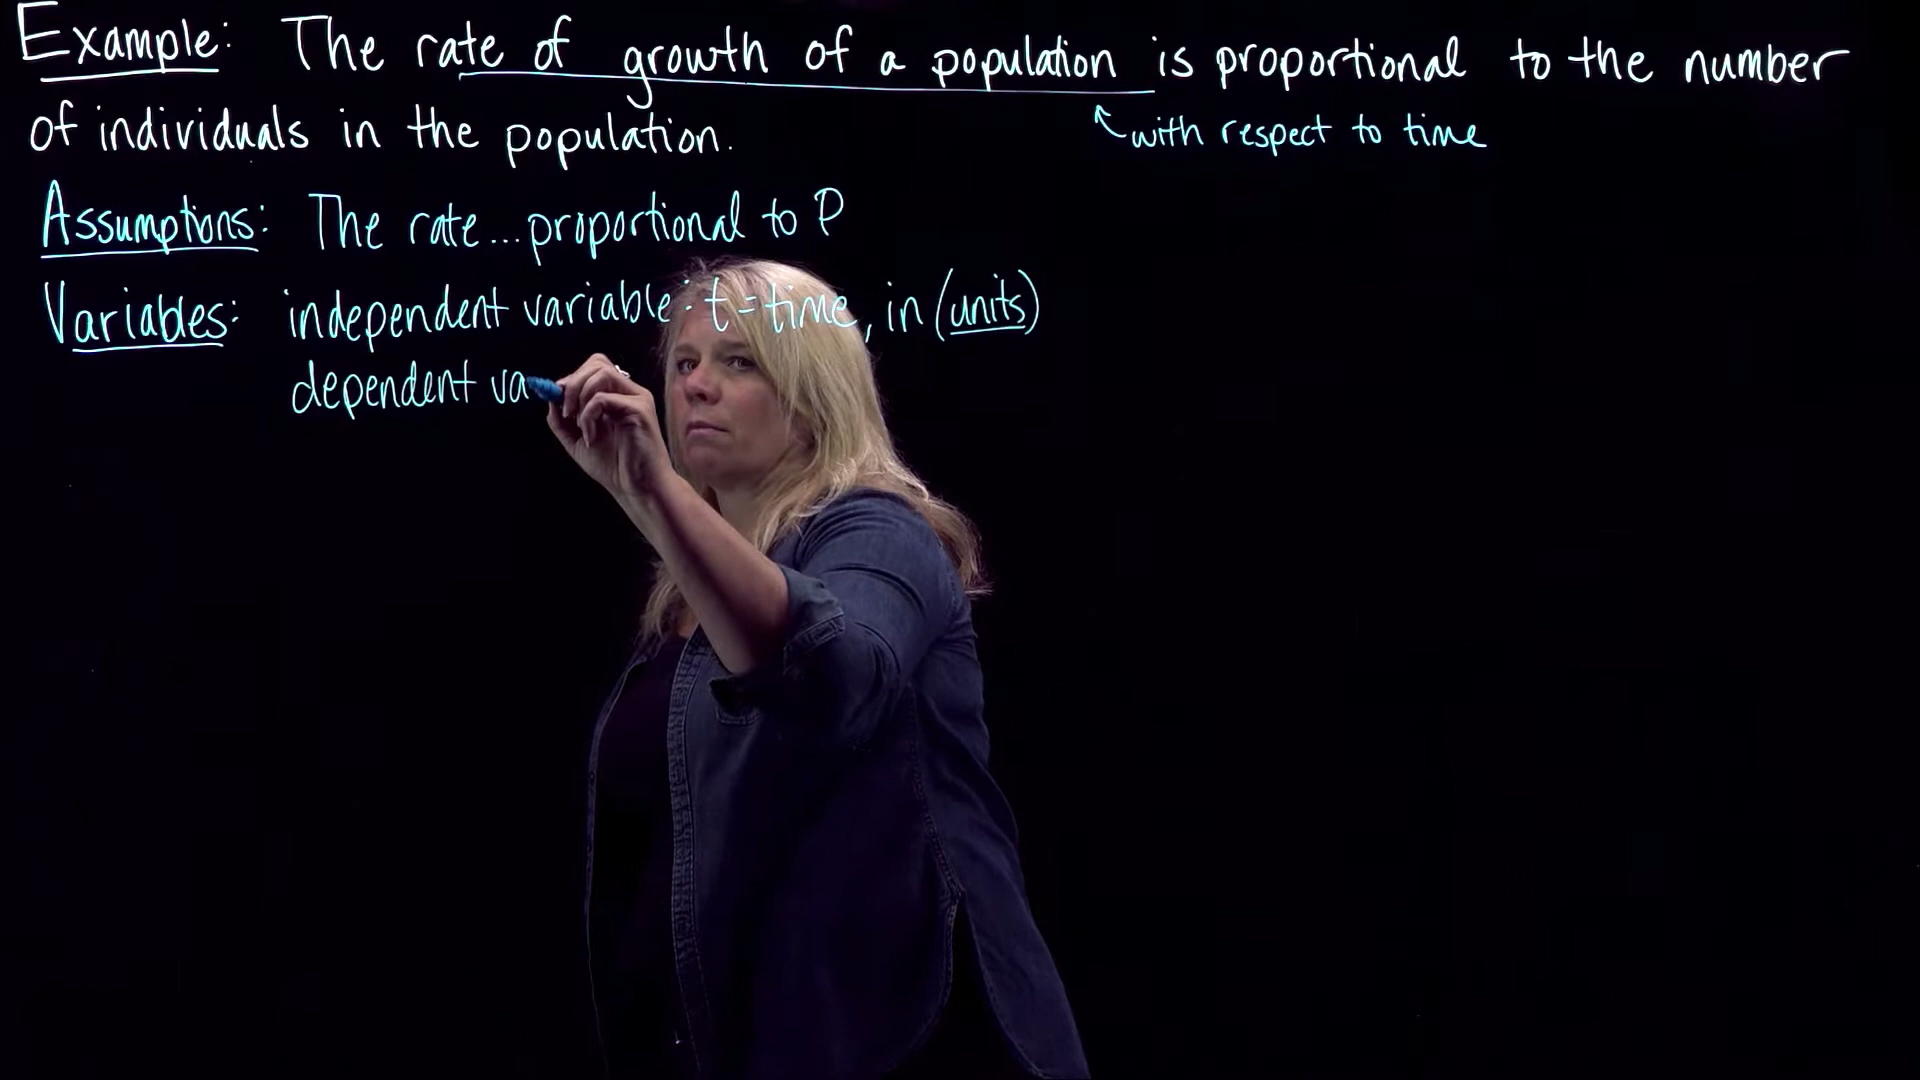 Example: The rate of growth of a population is proportional to the number
of individuals in the population.
with respect to time
Assumptions: The rate...proportional to P
Variables: independent variable: t=time, in (units)
dependent va